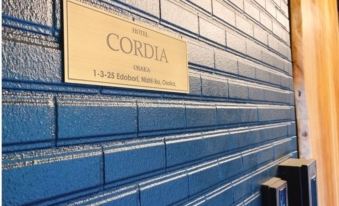 HOTEL
CORDIA
OSAKA
1-3-25 Edobori, Nishi-ku, Osaka,